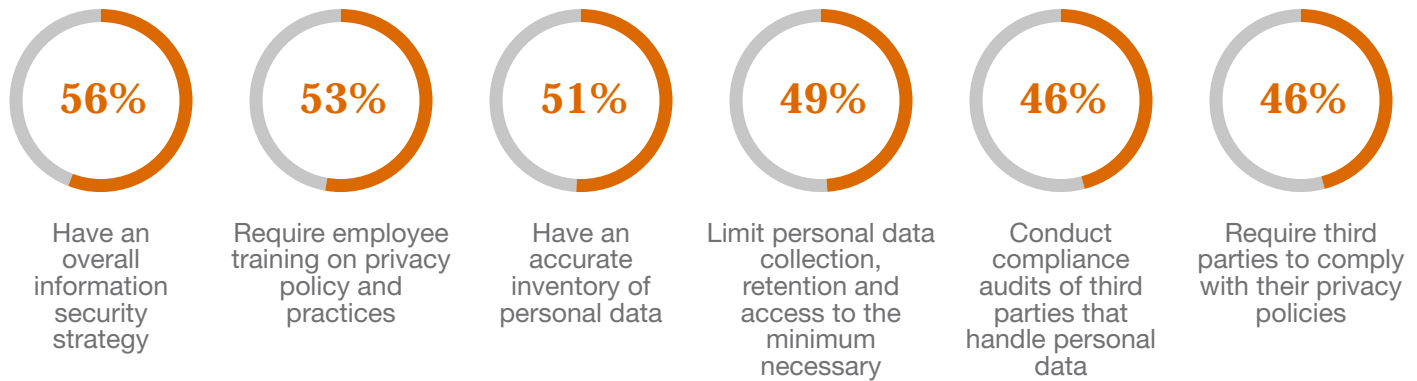 56%
53%
51%
49%
46%
46%
Have an
overall
information
security
strategy
Require employee
training on privacy
policy and
practices
Have an
accurate
inventory of
personal data
Limit personal data
collection,
retention and
access to the
minimum
necessary
Conduct
compliance
audits of third
parties that
handle personal
data
Require third
parties to comply
with their privacy
policies